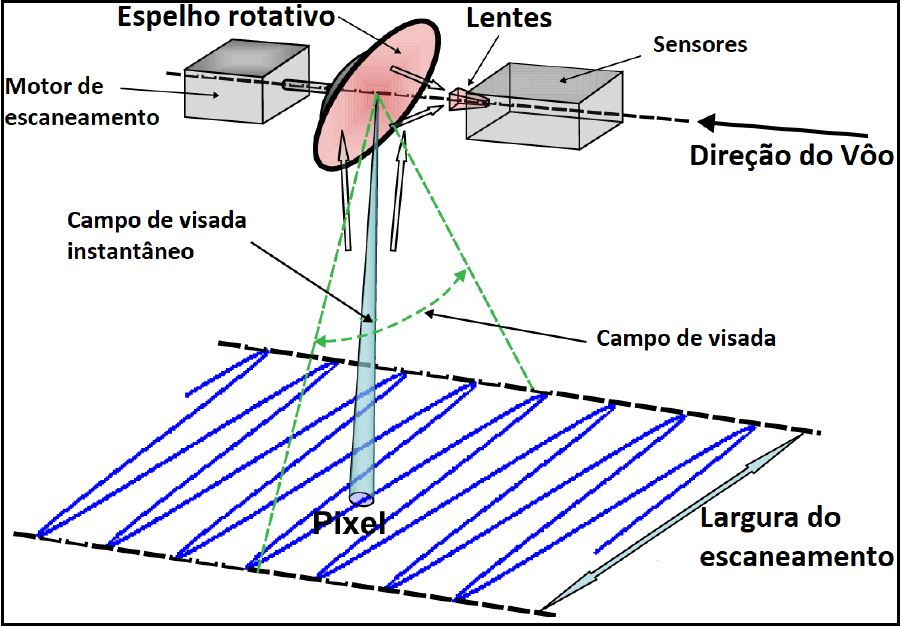 Espelho rotativo
Lentes
Sensores
Motor de
escaneamento
Direção do Vôo
Campo de visada
instantâneo
Campo de visada
Pixel
Largura do
escaneamento